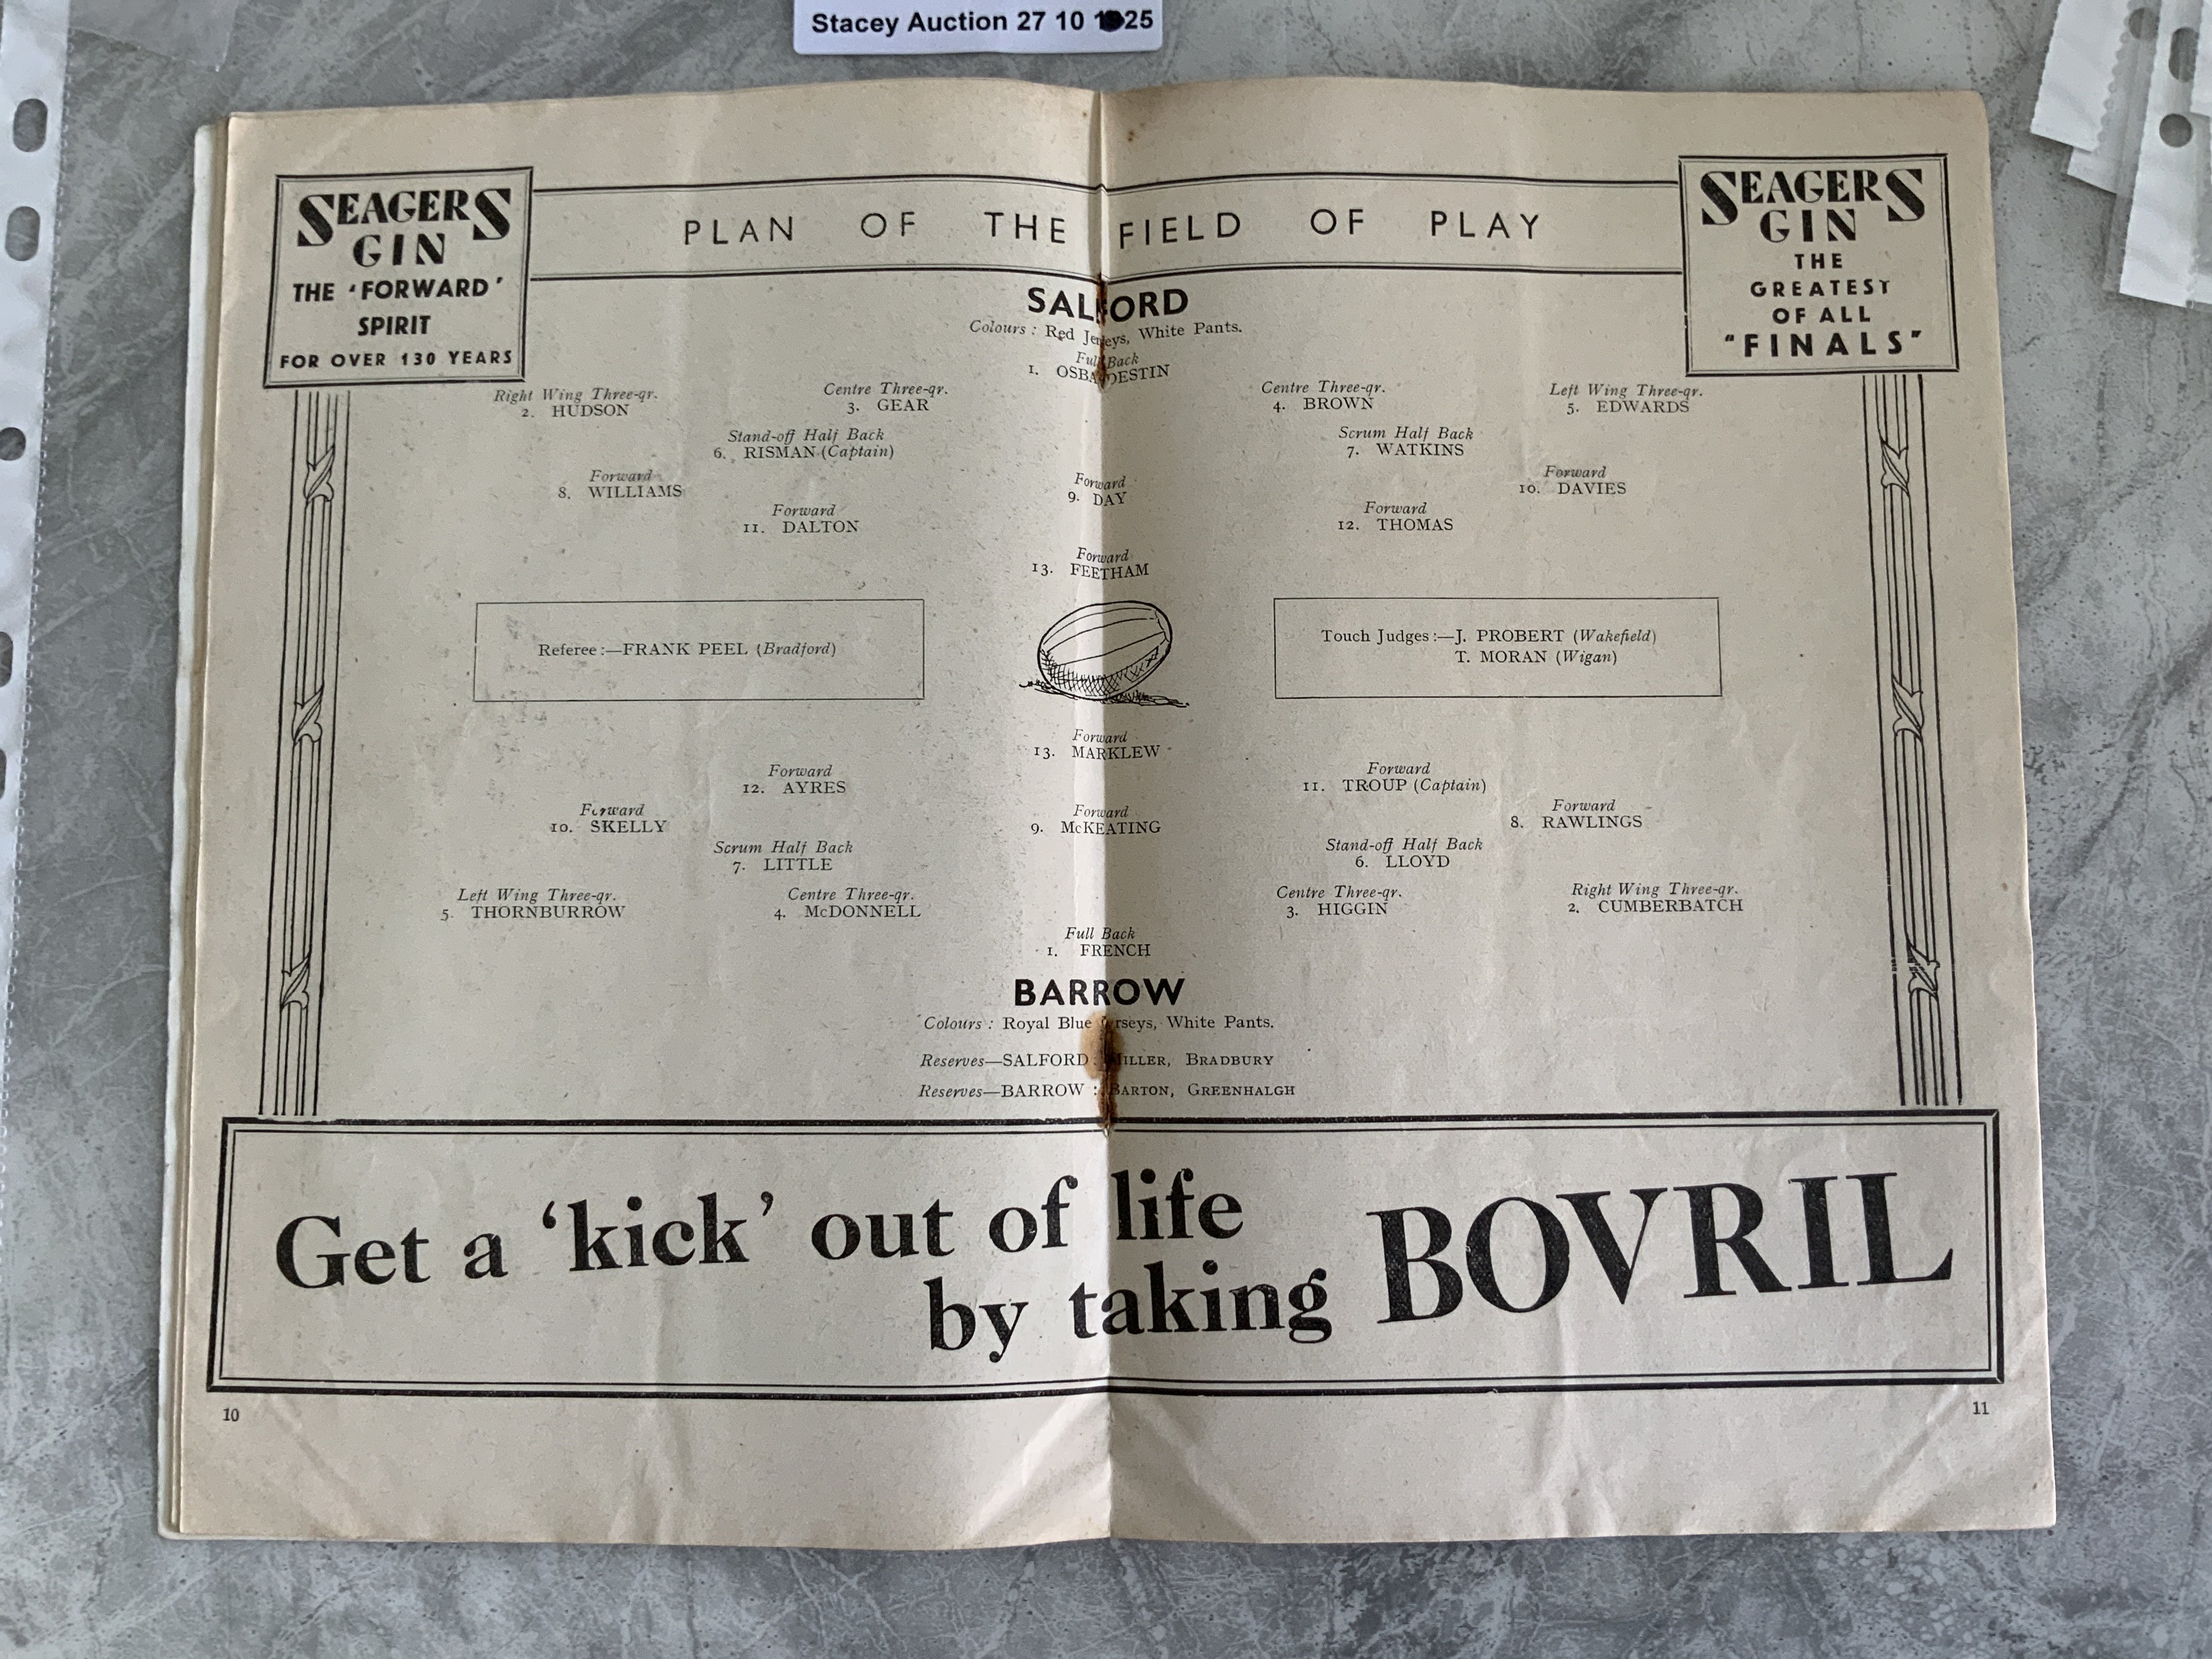 Stacey Auction 27 10 25
SEAGERS
GIN
THE 'FORWARD'
SPIRIT
FOR OVER 130 YEARS
PLAN OF THE FIELD OF PLAY
SEAGERS
GIN
THE
GREATEST
OF ALL
"FINALS"
SALFORD
Colours : Red Jerseys, White Pants.
Full Back
1. OSBALDESTIN
Right Wing Three-qr.
2. HUDSON
Centre Three-qr.
3. GEAR
Centre Three-qr.
4. BROWN
Left Wing Three-qr.
5. EDWARDS
Stand-off Half Back
6. RISMAN (Captain)
Scrum Half Back
7. WATKINS
Forward
8. WILLIAMS
Forward
9. DAY
Forward
10. DAVIES
Forward
11. DALTON
Forward
12. THOMAS
Forward
13. FEETHAM
Referee :—FRANK PEEL (Bradford)
Touch Judges :—J. PROBERT (Wakefield)
T. MORAN (Wigan)
Forward
13. MARKLEW
Forward
12. AYRES
Forward
11. TROUP (Captain)
Forward
10. SKELLY
Forward
9. McKEATING
Forward
8. RAWLINGS
Scrum Half Back
7. LITTLE
Stand-off Half Back
6. LLOYD
Left Wing Three-qr.
5. THORNBURROW
Centre Three-qr.
4. McDONNELL
Centre Three-qr.
3. HIGGIN
Right Wing Three-qr.
2. CUMBERBATCH
Full Back
1. FRENCH
BARROW
Colours : Royal Blue Jerseys, White Pants.
Reserves—SALFORD : MILLER, BRADBURY
Reserves—BARROW : BARTON, GREENHALGH
Get a 'kick' out of life
by taking BOVRIL
10
11